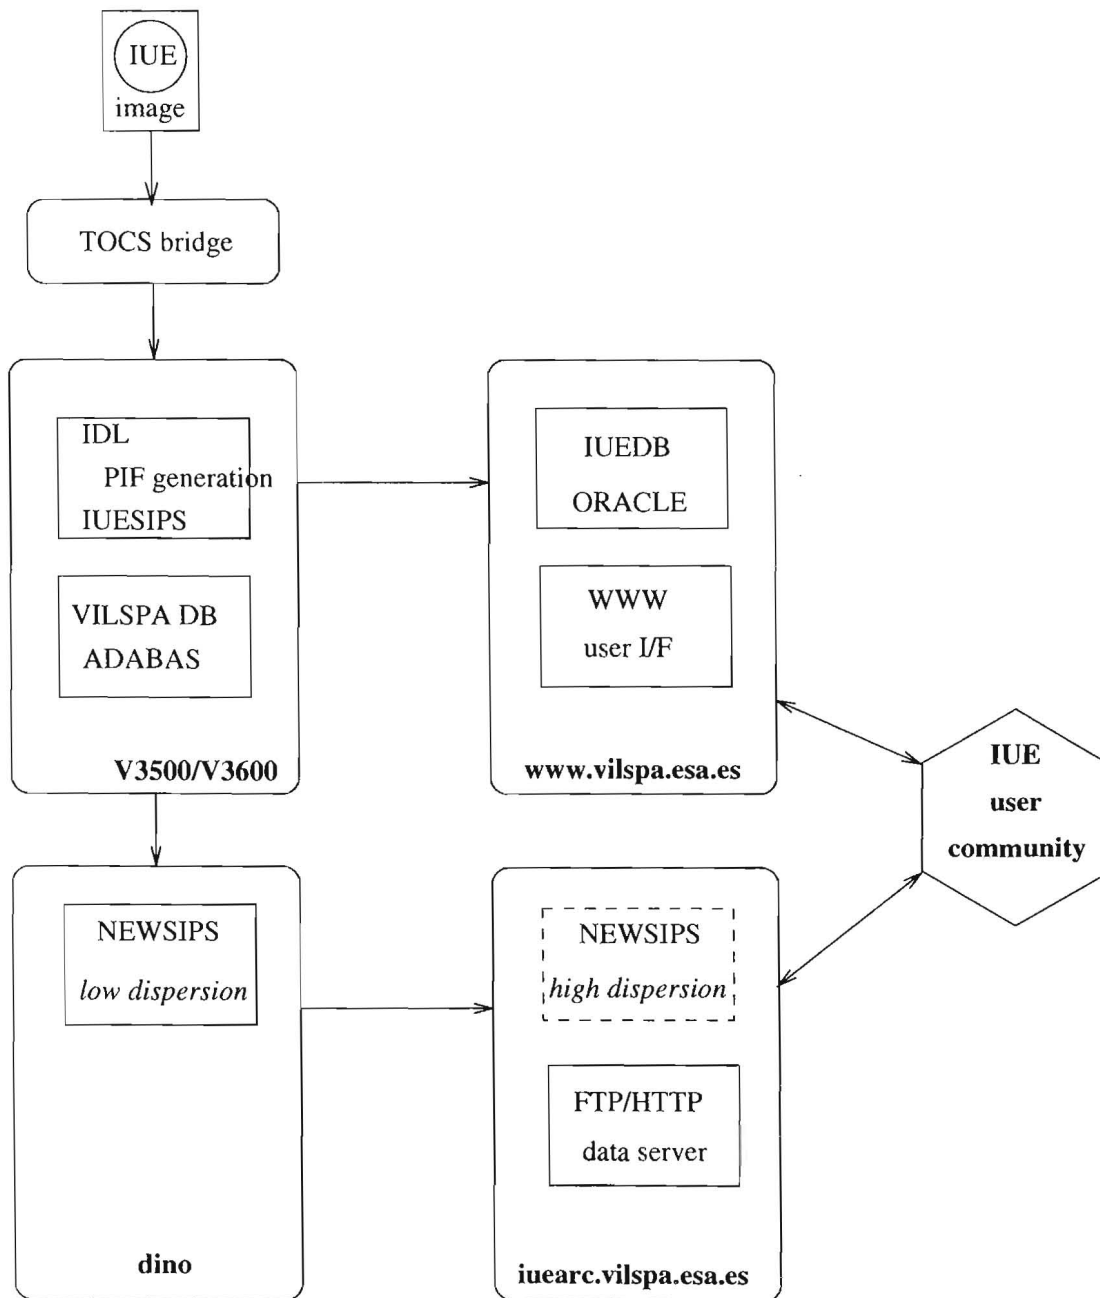 IUE
image
TOCS bridge
IDL
PIF generation
IUESIPS
VILSPA DB
ADABAS
V3500/V3600
IUEDB
ORACLE
WWW
user I/F
www.vilspa.esa.es
IUE
user
community
NEWSIPS
low dispersion
dino
NEWSIPS
high dispersion
FTP/HTTP
data server
iuearc.vilspa.esa.es